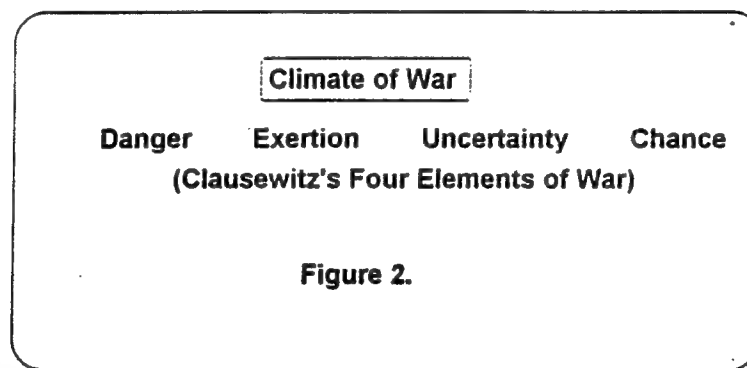 Climate of War
Danger Exertion Uncertainty Chance
(Clausewitz's Four Elements of War)
Figure 2.